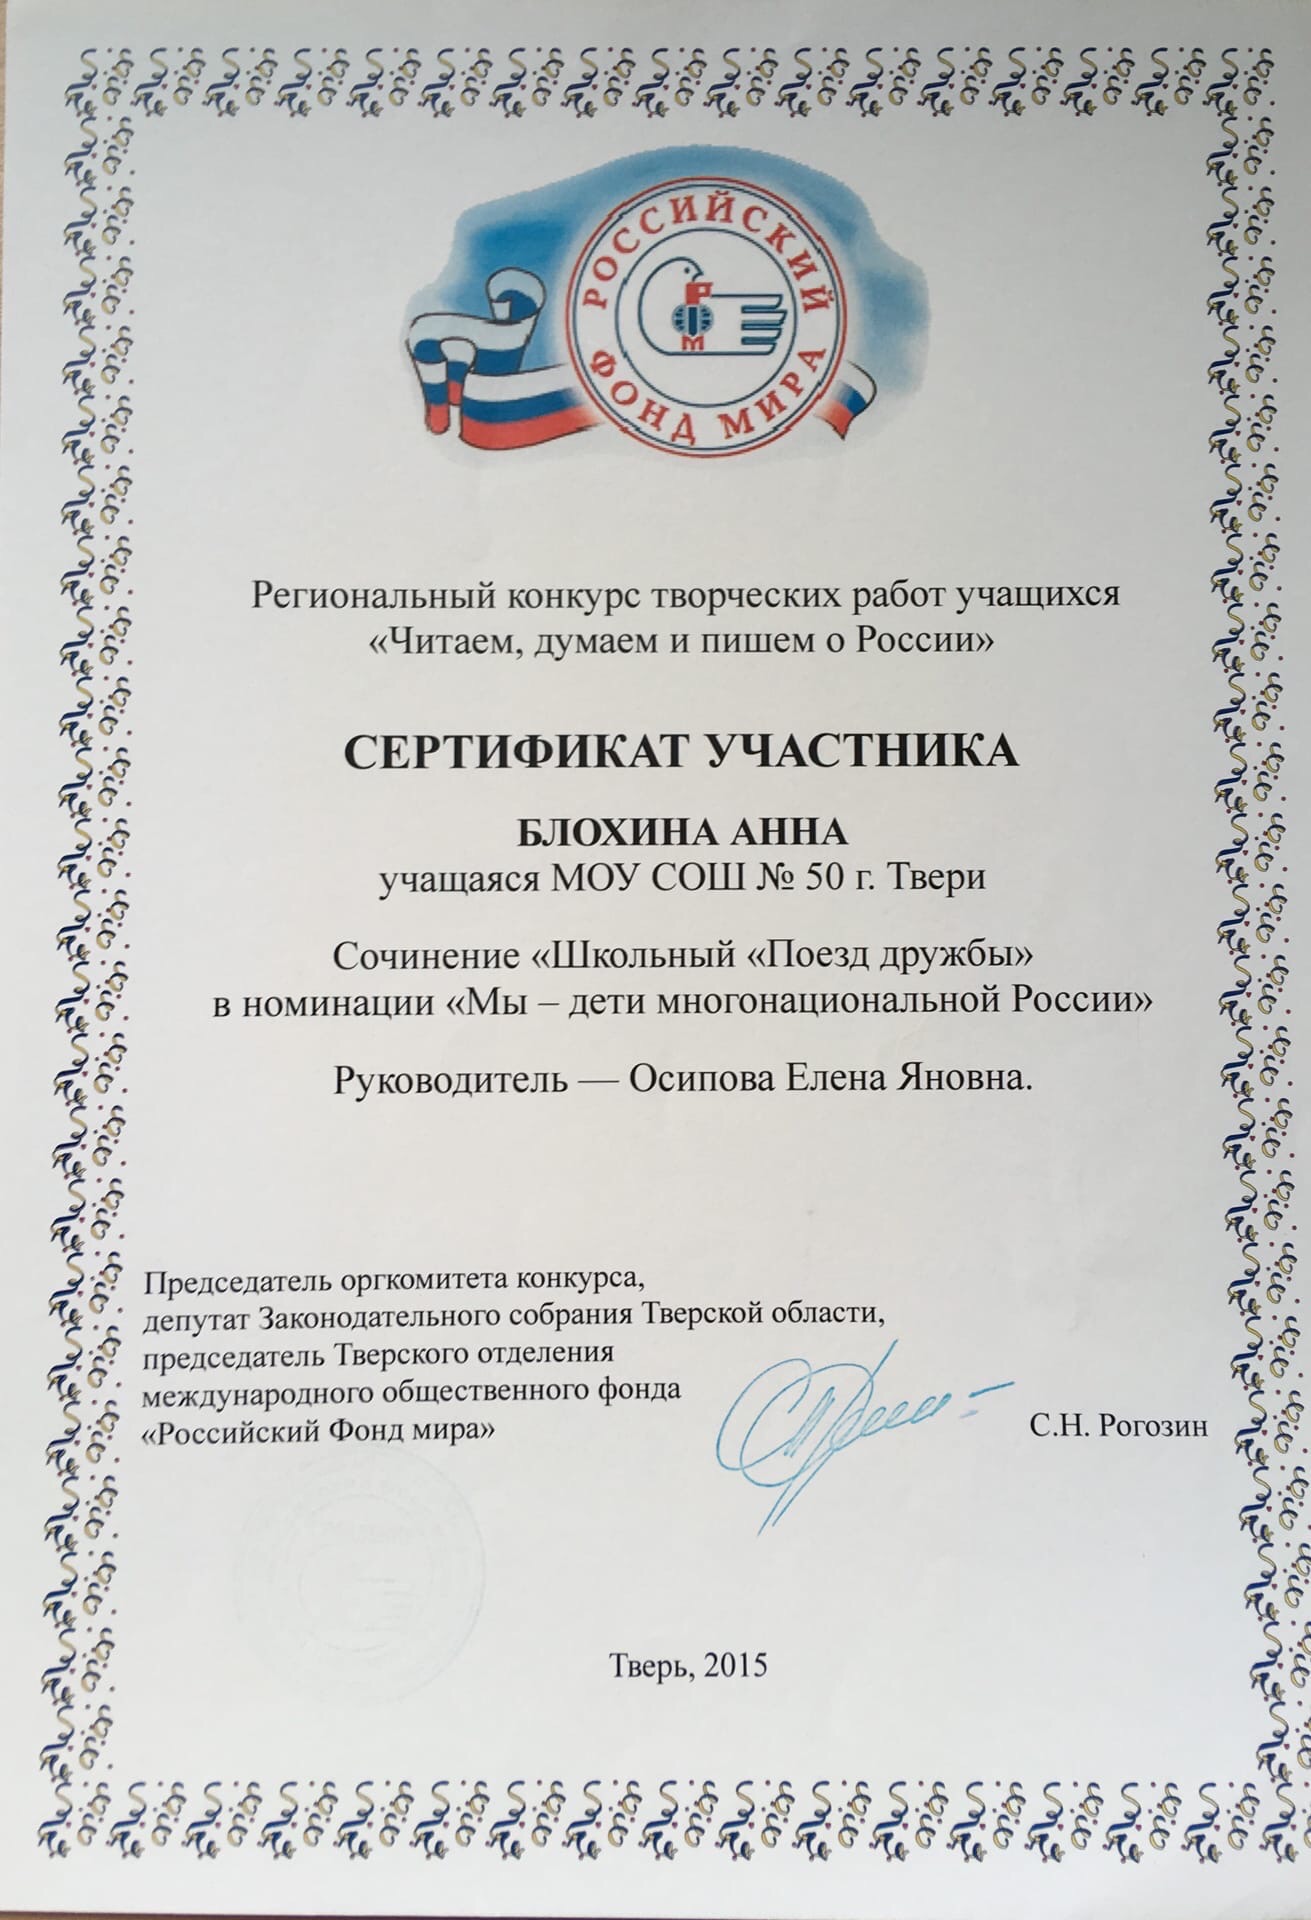 РОССИЙСКИЙ
ФОНД МИРА
Р
М
Региональный конкурс творческих работ учащихся
«Читаем, думаем и пишем о России»
СЕРТИФИКАТ УЧАСТНИКА
БЛОХИНА АННА
учащаяся МОУ СОШ № 50 г. Твери
Сочинение «Школьный «Поезд дружбы»
в номинации «Мы – дети многонациональной России»
Руководитель — Осипова Елена Яновна.
Председатель оргкомитета конкурса,
депутат Законодательного собрания Тверской области,
председатель Тверского отделения
международного общественного фонда
«Российский Фонд мира»
С.Н. Рогозин
Тверь, 2015